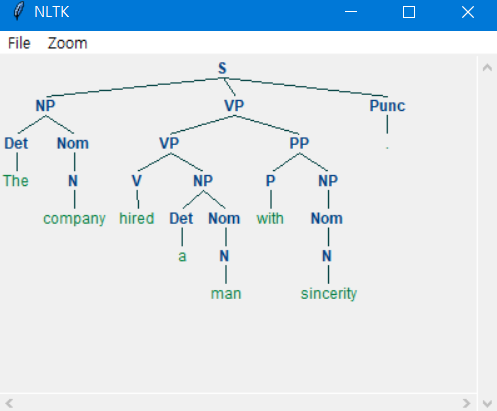 NLTK
File Zoom
S
NP VP Punc
Det Nom VP PP .
The N V NP P NP
company hired Det Nom with Nom
a N N
man sincerity